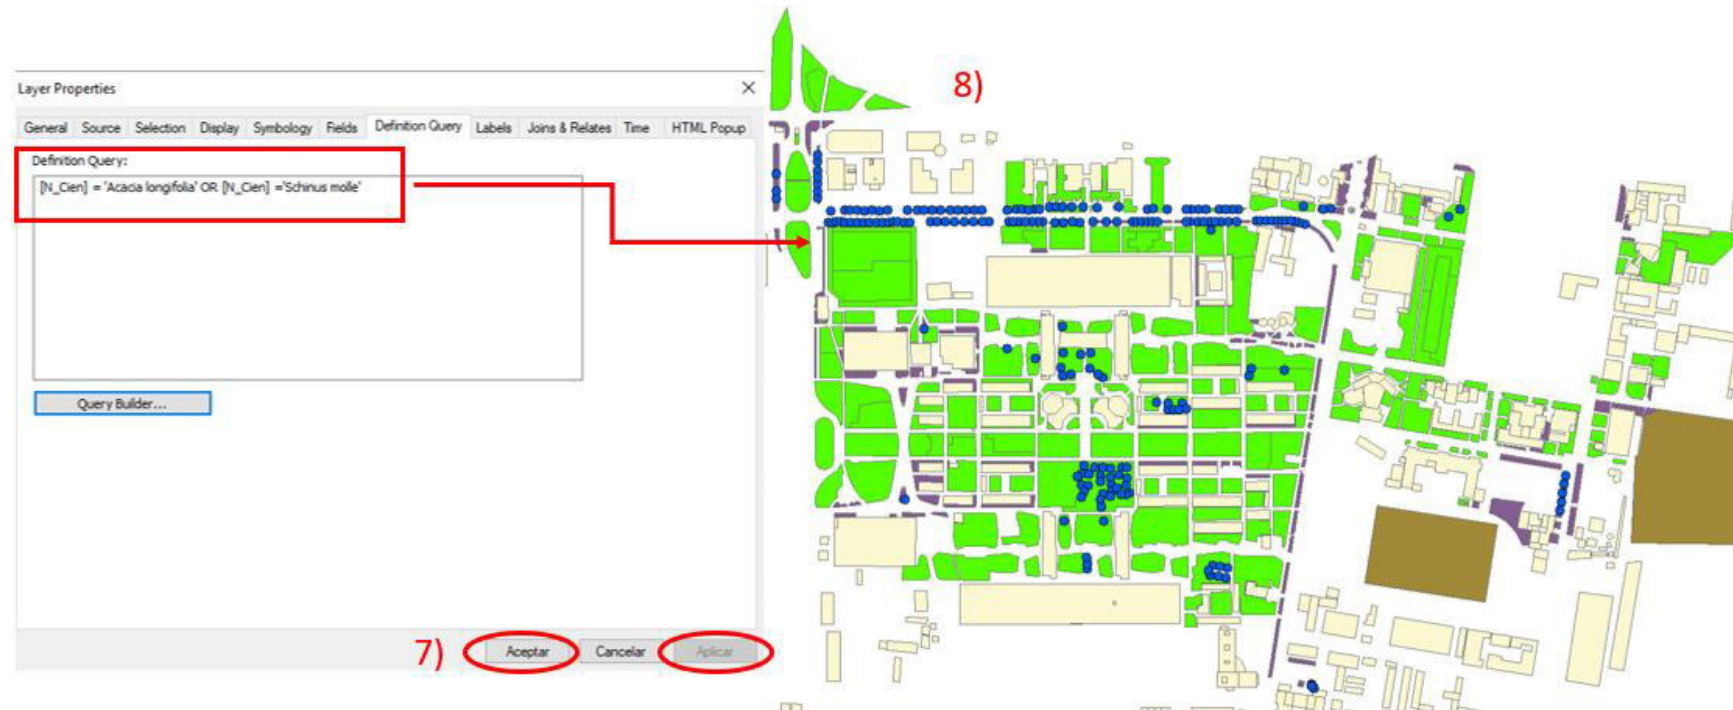 8)
Layer Properties
General Source Selection Display Symbology Fields Definition Query Labels Joins & Relates Time HTML Popup
Definition Query:
[N_Cien] = 'Acacia longifolia' OR [N_Cien] ='Schinus molle'
Query Builder...
7) Aceptar Cancelar Aplicar